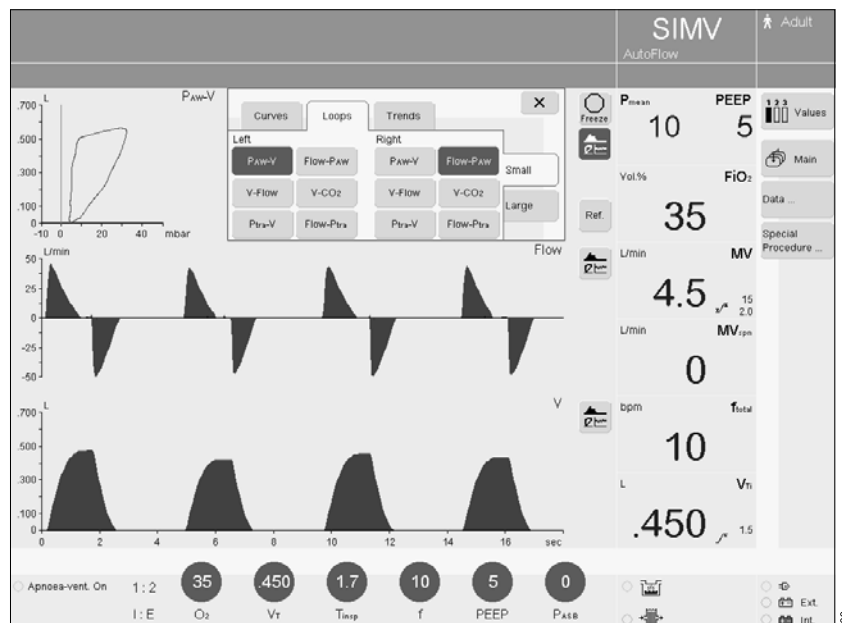 SIMV
AutoFlow
Adult
L
PAW-V
.700
.500
.300
.100
0
-10 0 20 40 mbar
Curves Loops Trends
Left Right
PAW-V Flow-PAW PAW-V Flow-PAW
V-Flow V-CO2 V-Flow V-CO2
Ptra-V Flow-Ptra Ptra-V Flow-Ptra
Small
Large
Freeze
Ref.
Pmean PEEP
10 5
Vol.% FiO2
35
L/min MV
4.5 15
2.0
L/min MVspn
0
bpm ftotal
10
L VTi
.450 1.5
1 2 3
Values
Main
Data ...
Special
Procedure ...
L/min Flow
50
25
0
-25
-50
L V
.700
.500
.300
.100
0
0 2 4 6 8 10 12 14 16 sec
Apnoea-vent. On
1:2 35 .450 1.7 10 5 0
I:E O2 VT Tinsp f PEEP PASB
Ext.
Int.